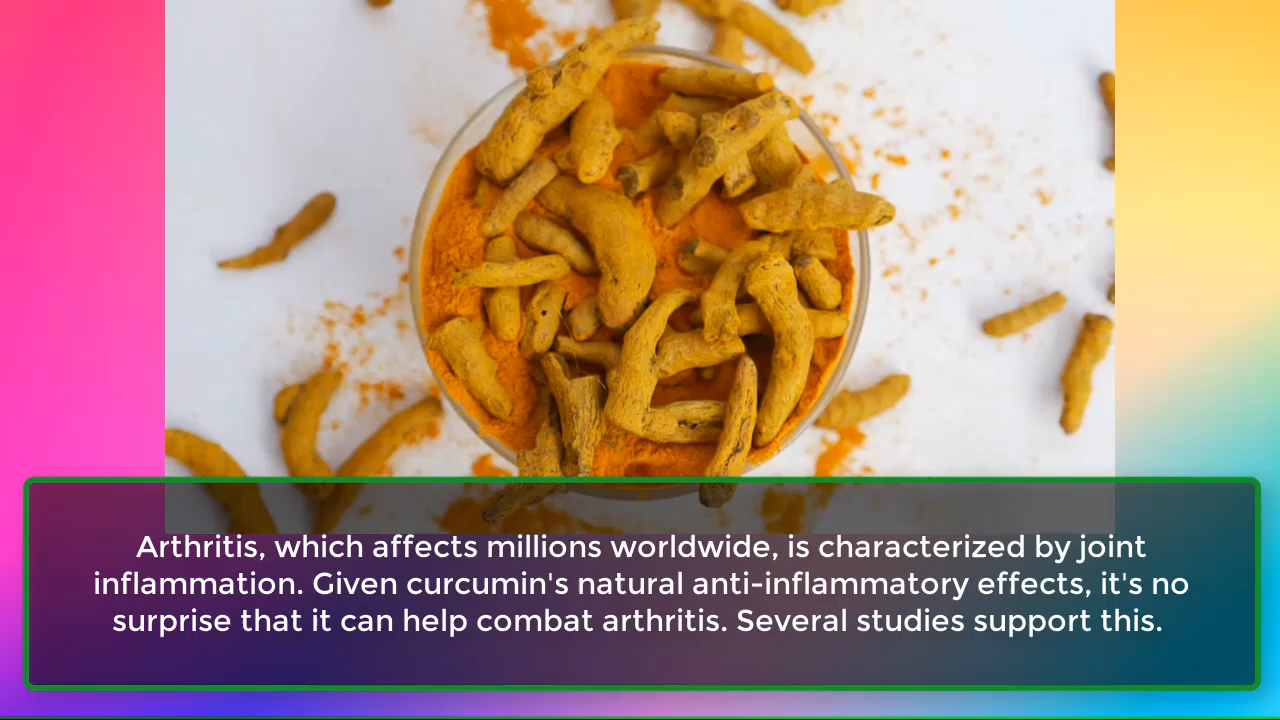 Arthritis, which affects millions worldwide, is characterized by joint
inflammation. Given curcumin's natural anti-inflammatory effects, it's no
surprise that it can help combat arthritis. Several studies support this.